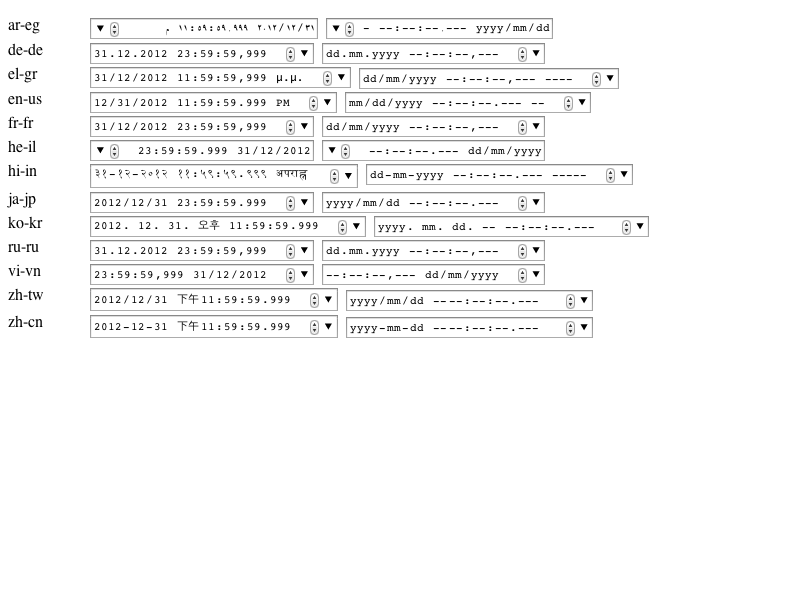 ar-eg ٣١/١٢/٢٠١٢ ١١:٥٩:٥٩.٩٩٩ م yyyy/mm/dd --:--:--.--- -
de-de 31.12.2012 23:59:59,999 dd.mm.yyyy --:--:--,---
el-gr 31/12/2012 11:59:59,999 μ.μ. dd/mm/yyyy --:--:--,--- ----
en-us 12/31/2012 11:59:59.999 PM mm/dd/yyyy --:--:--.--- --
fr-fr 31/12/2012 23:59:59,999 dd/mm/yyyy --:--:--,---
he-il 23:59:59.999 31/12/2012 --:--:--.--- dd/mm/yyyy
hi-in ३१-१२-२०१२ ११:५९:५९.९९९ अपराह्न dd-mm-yyyy --:--:--.--- -----
ja-jp 2012/12/31 23:59:59.999 yyyy/mm/dd --:--:--.---
ko-kr 2012. 12. 31. 오후 11:59:59.999 yyyy. mm. dd. -- --:--:--.---
ru-ru 31.12.2012 23:59:59,999 dd.mm.yyyy --:--:--,---
vi-vn 23:59:59,999 31/12/2012 --:--:--,--- dd/mm/yyyy
zh-tw 2012/12/31 下午11:59:59.999 yyyy/mm/dd ----:--:--.---
zh-cn 2012-12-31 下午11:59:59.999 yyyy-mm-dd ----:--:--.---